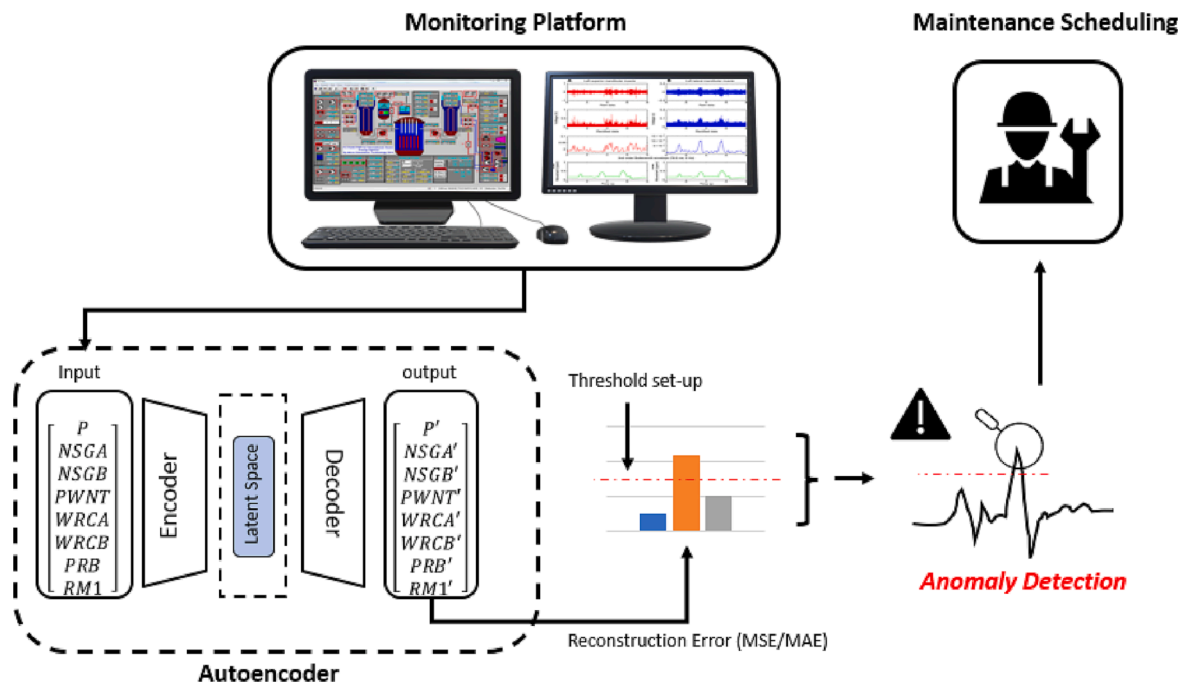 Monitoring Platform
Maintenance Scheduling
Input
output
Threshold set-up
P
NSGA
NSGB
PWNT
WRCA
WRCB
PRB
RM1
Encoder
Latent Space
Decoder
P'
NSGA'
NSGB'
PWNT'
WRCA'
WRCB'
PRB'
RM1'
Anomaly Detection
Reconstruction Error (MSE/MAE)
Autoencoder